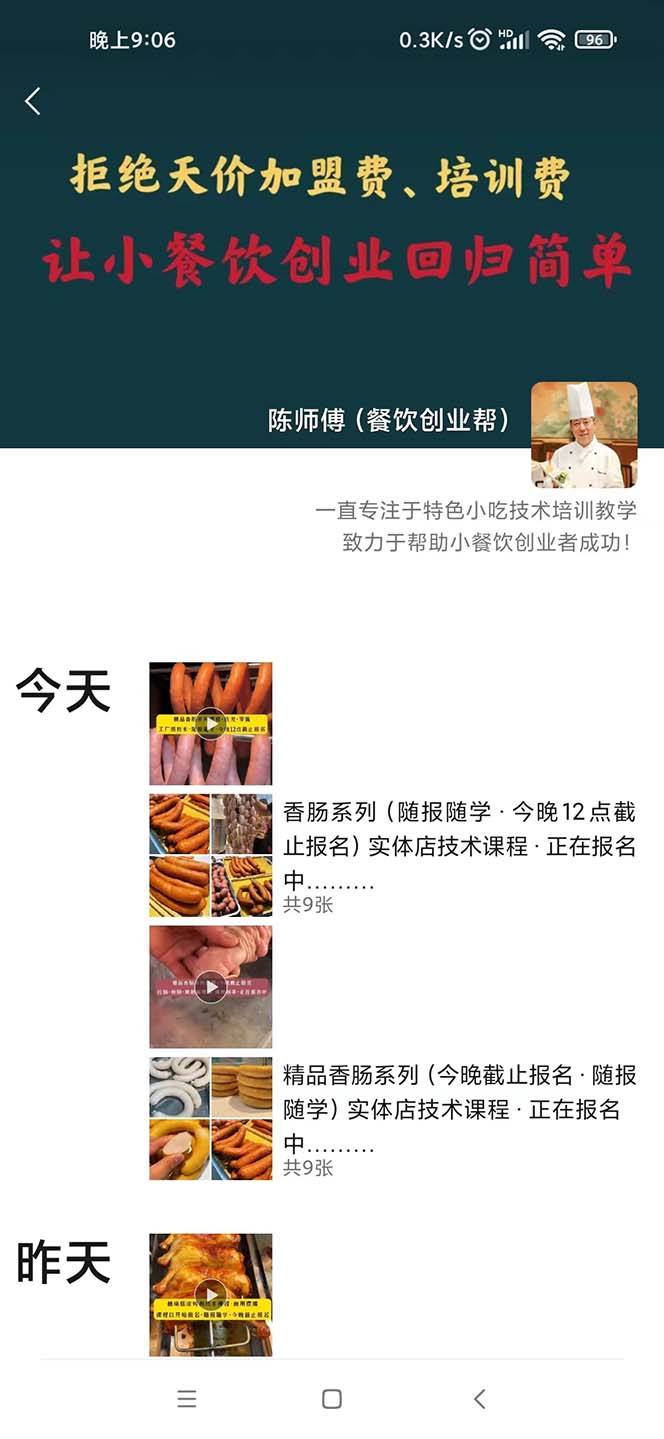 晚上9:06
0.3K/s
HD
96
拒绝天价加盟费、培训费
让小餐饮创业回归简单
陈师傅（餐饮创业帮）
一直专注于特色小吃技术培训教学
致力于帮助小餐饮创业者成功！
今天
香肠系列（随报随学·今晚12点截
止报名）实体店技术课程·正在报名
中………
共9张
精品香肠系列（今晚截止报名·随报
随学）实体店技术课程·正在报名
中………
共9张
昨天